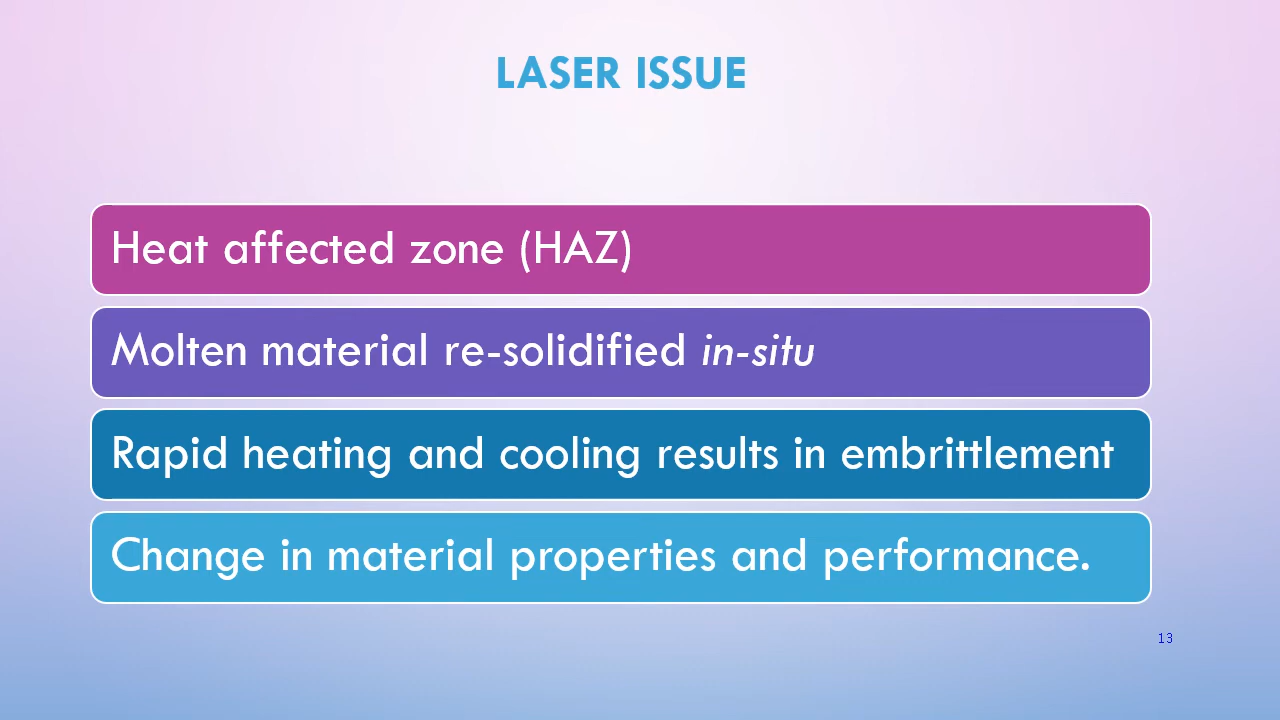 LASER ISSUE
Heat affected zone (HAZ)
Molten material re-solidified in-situ
Rapid heating and cooling results in embrittlement
Change in material properties and performance.
13